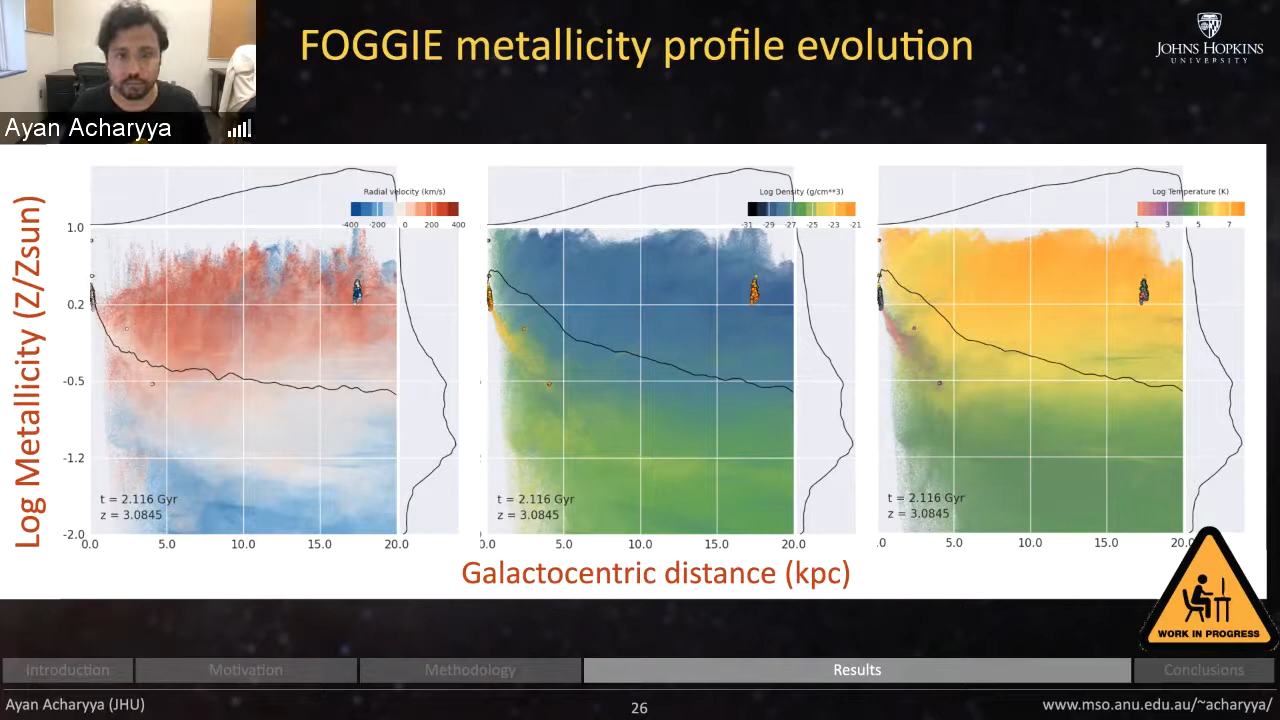 FOGGIE metallicity profile evolution
JOHNS HOPKINS
UNIVERSITY
Ayan Acharyya
Log Metallicity (Z/Zsun)
Radial velocity (km/s)
-400 -200 0 200 400
1.0
0.2
-0.5
-1.2
-2.0
t = 2.116 Gyr
z = 3.0845
0.0 5.0 10.0 15.0 20.0
Log Density (g/cm**3)
-31 -29 -27 -25 -23 -21
t = 2.116 Gyr
z = 3.0845
0.0 5.0 10.0 15.0 20.0
Log Temperature (K)
1 3 5 7
t = 2.116 Gyr
z = 3.0845
.0 5.0 10.0 15.0 20.0
Galactocentric distance (kpc)
WORK IN PROGRESS
Introduction Motivation Methodology Results Conclusions
Ayan Acharyya (JHU) 26 www.mso.anu.edu.au/~acharyya/